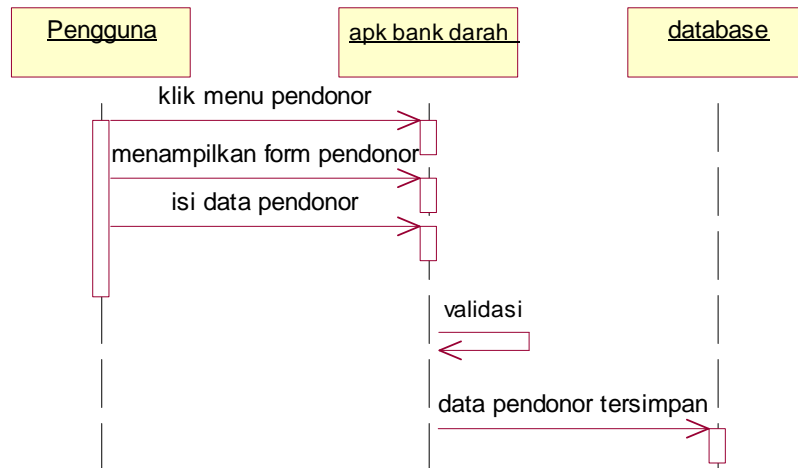 Pengguna
apk bank darah
database
klik menu pendonor
menampilkan form pendonor
isi data pendonor
validasi
data pendonor tersimpan